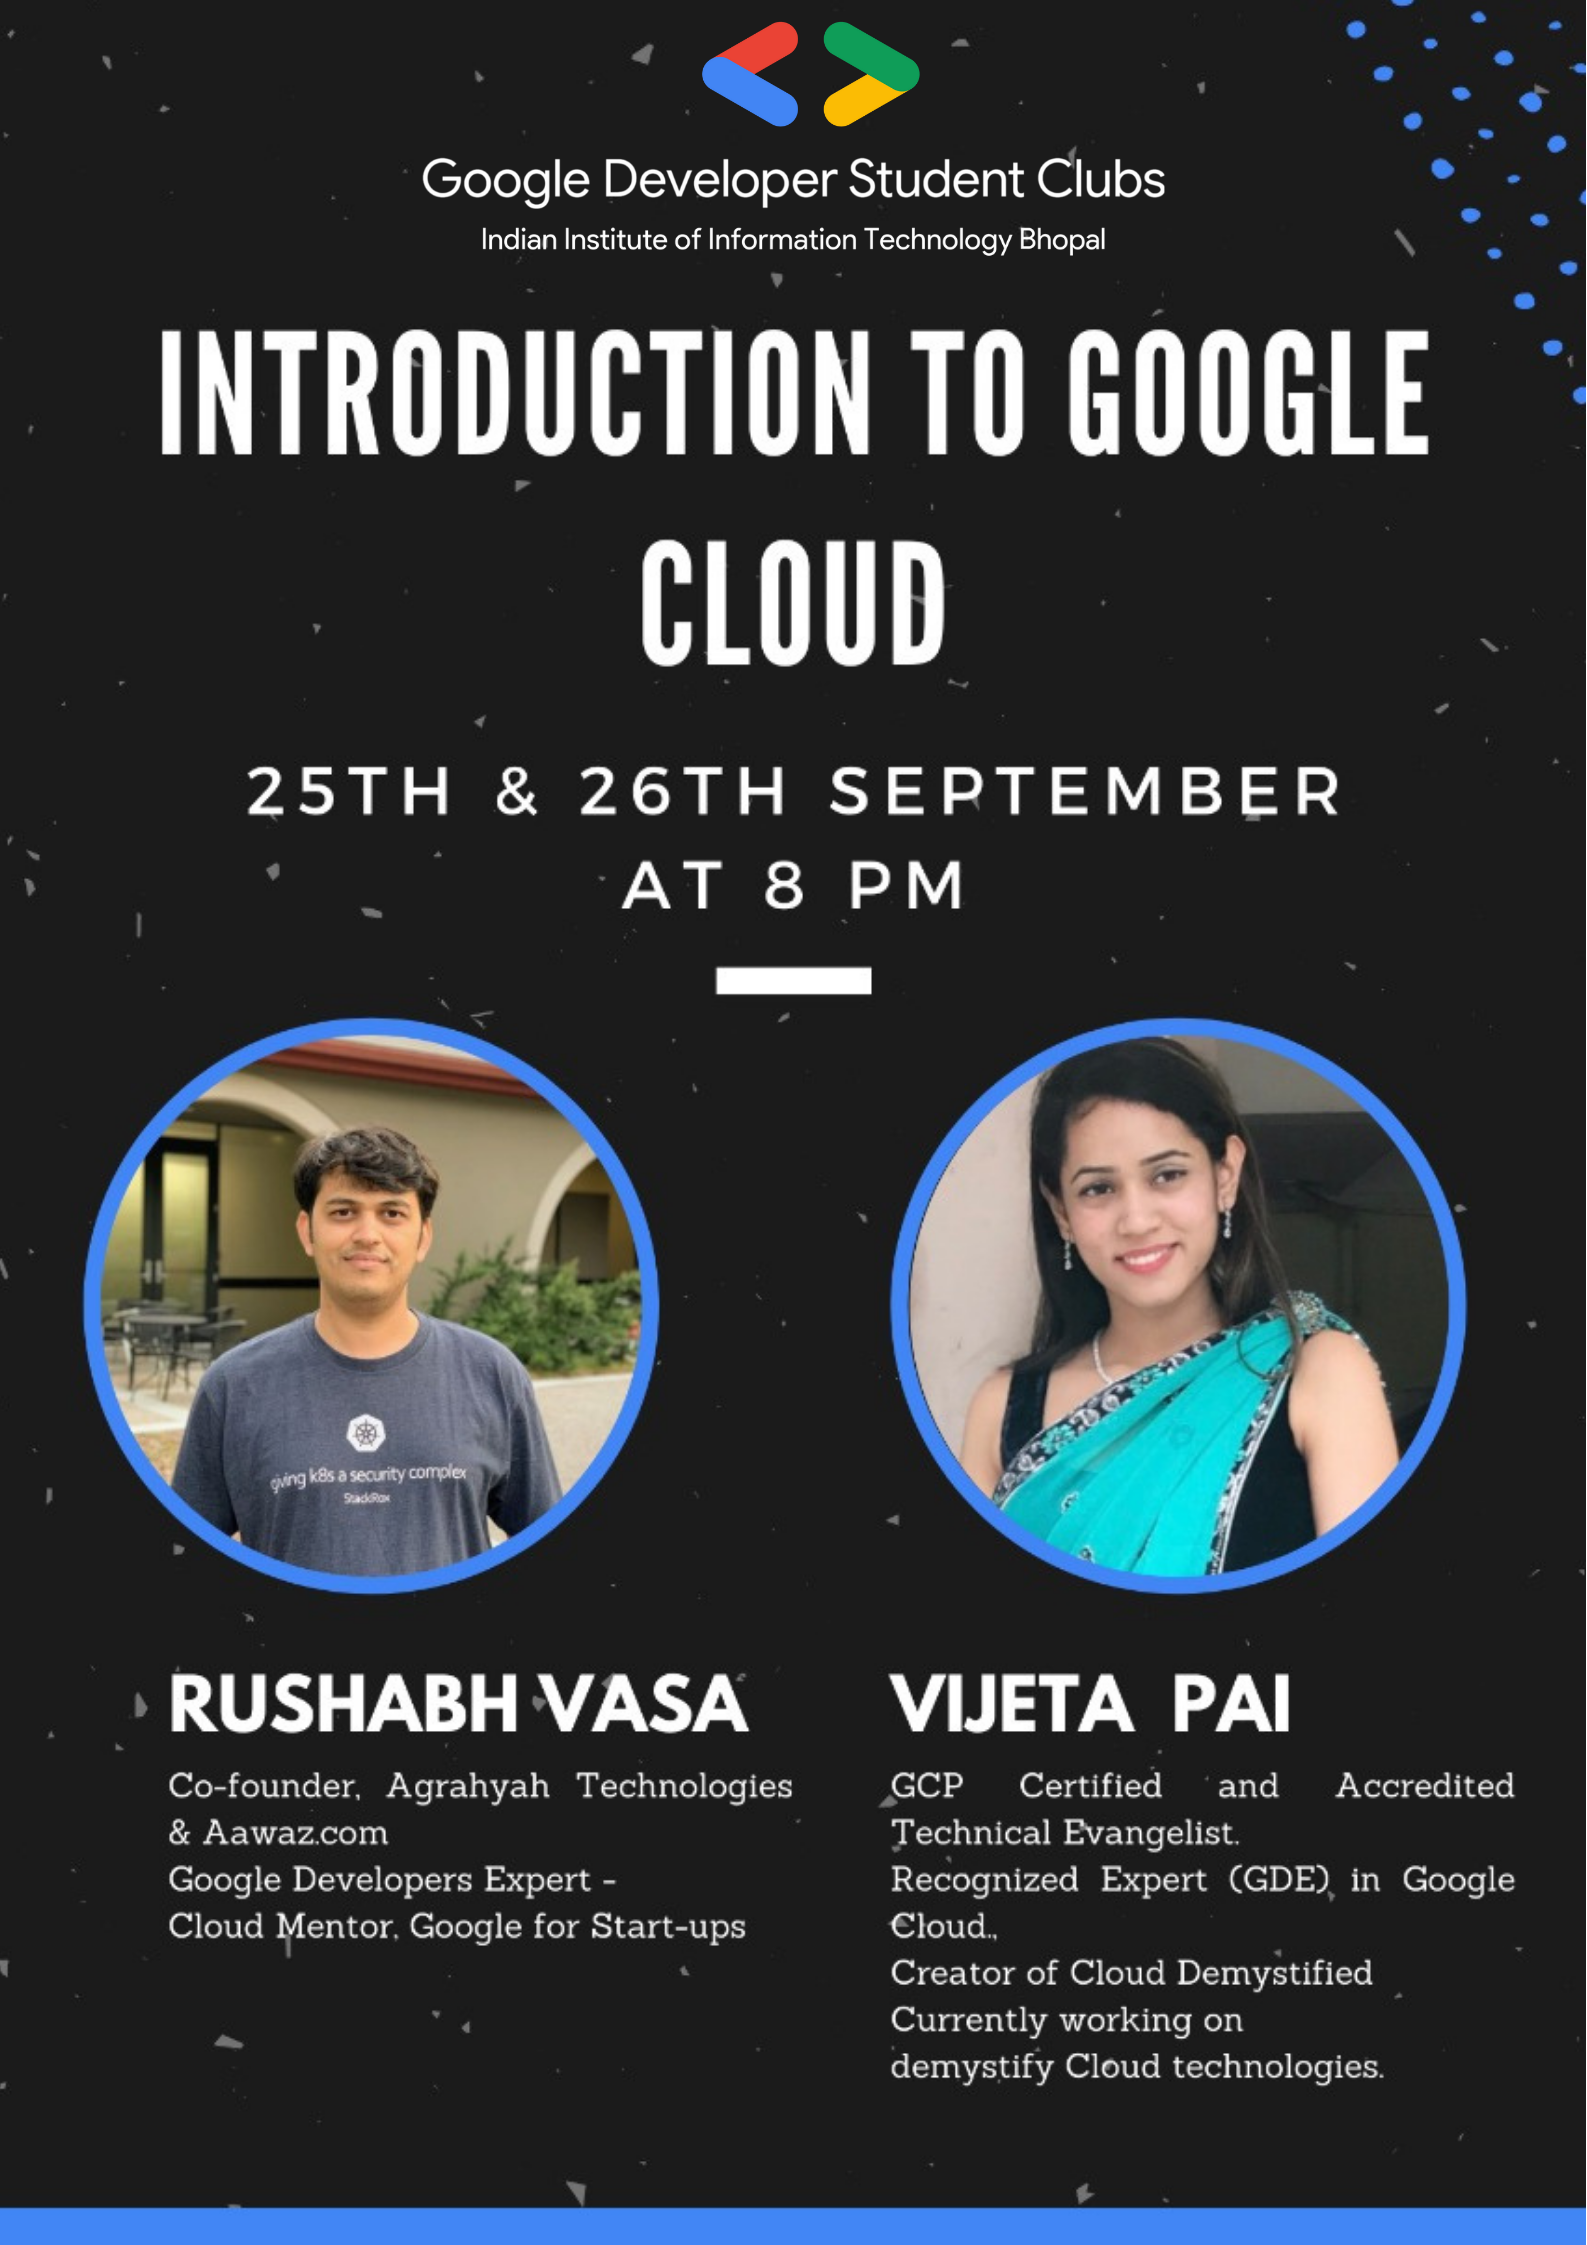 Google Developer Student Clubs
Indian Institute of Information Technology Bhopal
INTRODUCTION TO GOOGLE
CLOUD
25TH & 26TH SEPTEMBER
AT 8 PM
giving k8s a security complex
StackRox
RUSHABH VASA
Co-founder, Agrahyah Technologies
& Aawaz.com
Google Developers Expert -
Cloud Mentor, Google for Start-ups
VIJETA PAI
GCP Certified and Accredited
Technical Evangelist.
Recognized Expert (GDE) in Google
Cloud.,
Creator of Cloud Demystified
Currently working on
demystify Cloud technologies.